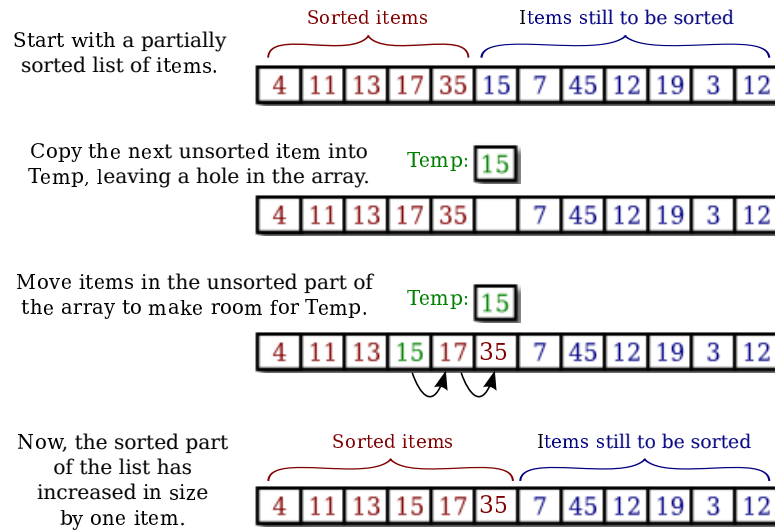 Sorted items
Items still to be sorted
Start with a partially
sorted list of items.
4 11 13 17 35 15 7 45 12 19 3 12
Copy the next unsorted item into
Temp, leaving a hole in the array.
Temp: 15
4 11 13 17 35 7 45 12 19 3 12
Move items in the unsorted part of
the array to make room for Temp.
Temp: 15
4 11 13 15 17 35 7 45 12 19 3 12
Now, the sorted part
of the list has
increased in size
by one item.
Sorted items
Items still to be sorted
4 11 13 15 17 35 7 45 12 19 3 12